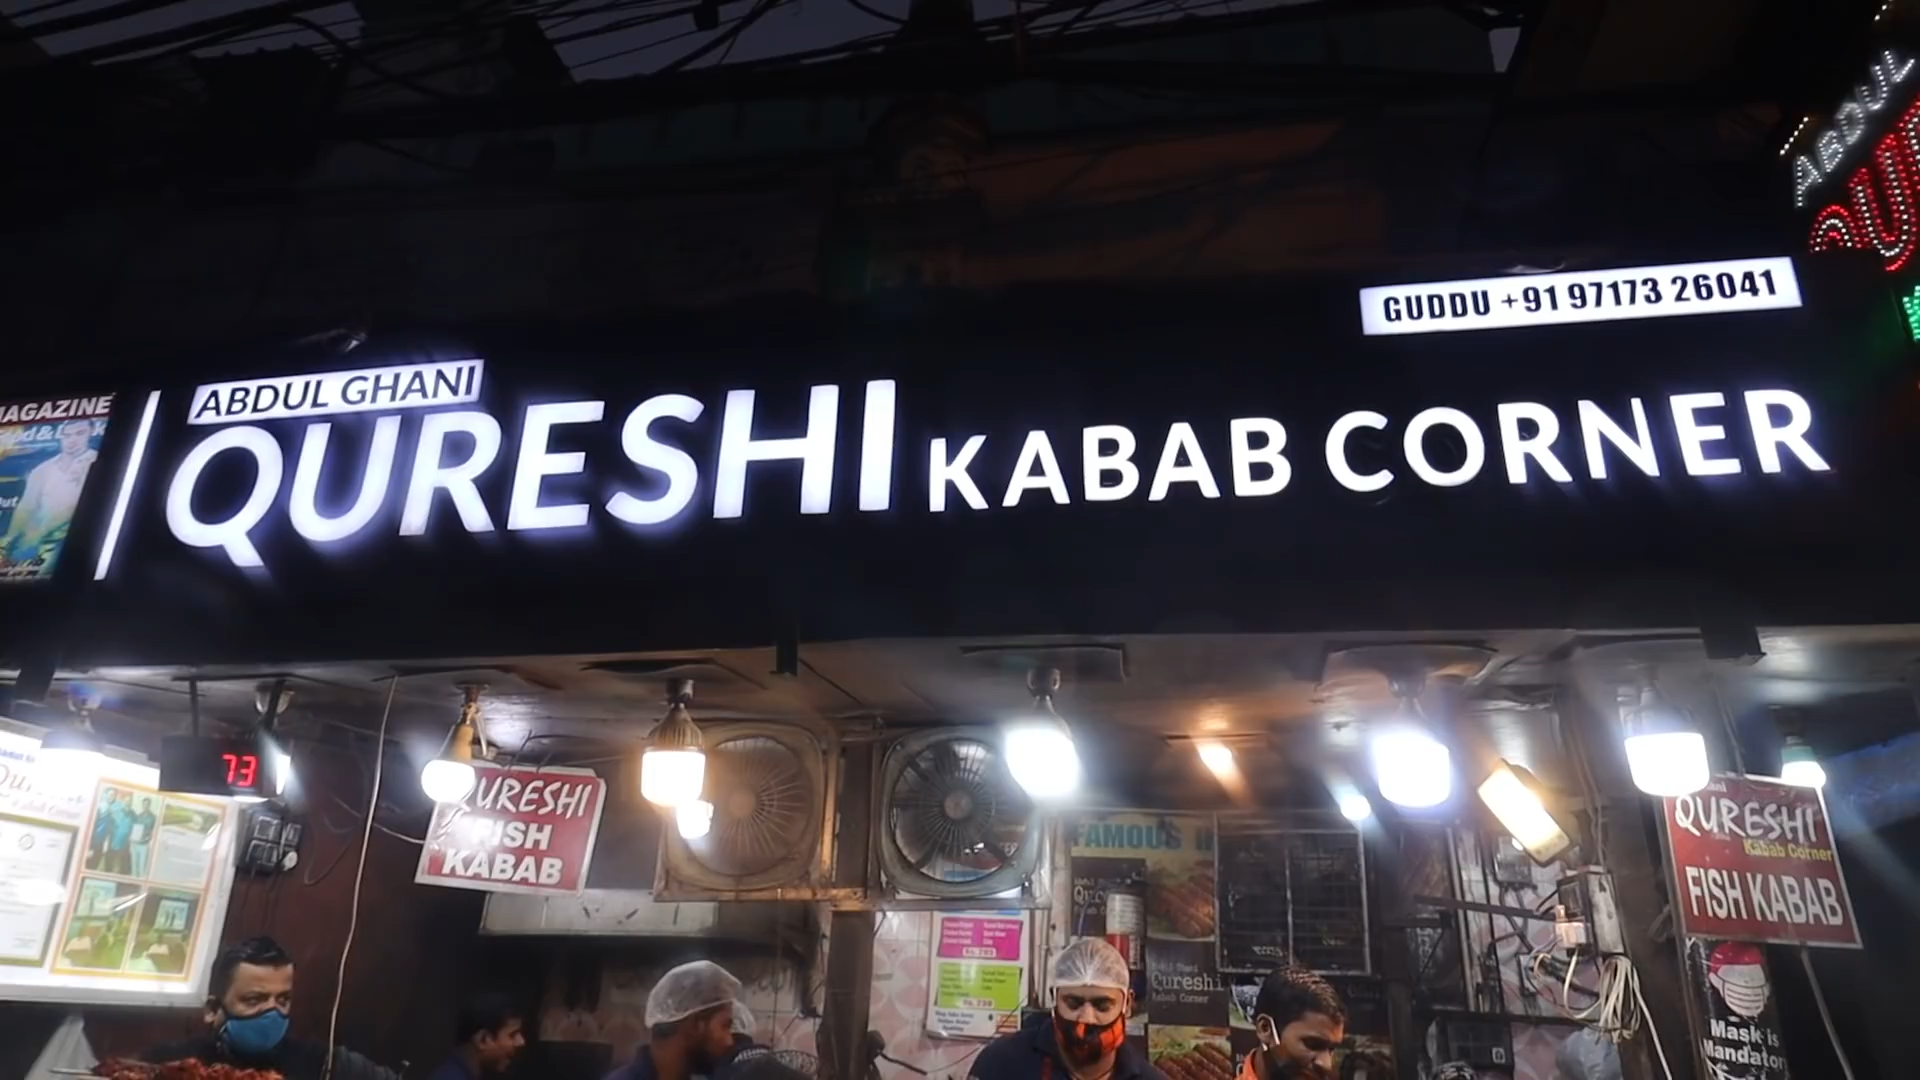 ABDUL
GUDDU +91 97173 26041
ABDUL GHANI
QURESHI KABAB CORNER
MAGAZINE
73
QURESHI
FISH
KABAB
QURESHI
Kabab Corner
FISH KABAB
FAMOUS
Qureshi
Kabab Corner
Mask is
Mandatory